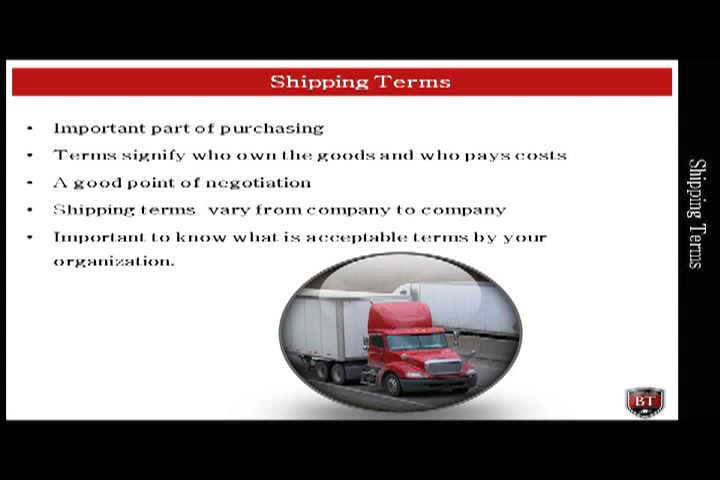 Shipping Terms
• Important part of purchasing
• Terms signify who own the goods and who pays costs
• A good point of negotiation
• Shipping terms  vary from company to company
• Important to know what is acceptable terms by your
organization.
BT
Shipping Terms